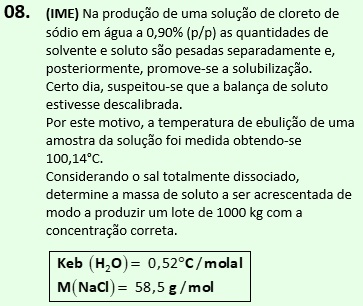 08. (IME) Na produção de uma solução de cloreto de
sódio em água a 0,90% (p/p) as quantidades de
solvente e soluto são pesadas separadamente e,
posteriormente, promove-se a solubilização.
Certo dia, suspeitou-se que a balança de soluto
estivesse descalibrada.
Por este motivo, a temperatura de ebulição de uma
amostra da solução foi medida obtendo-se
100,14°C.
Considerando o sal totalmente dissociado,
determine a massa de soluto a ser acrescentada de
modo a produzir um lote de 1000 kg com a
concentração correta.
Keb (H₂O) = 0,52°C / molal
M(NaCl) = 58,5 g / mol